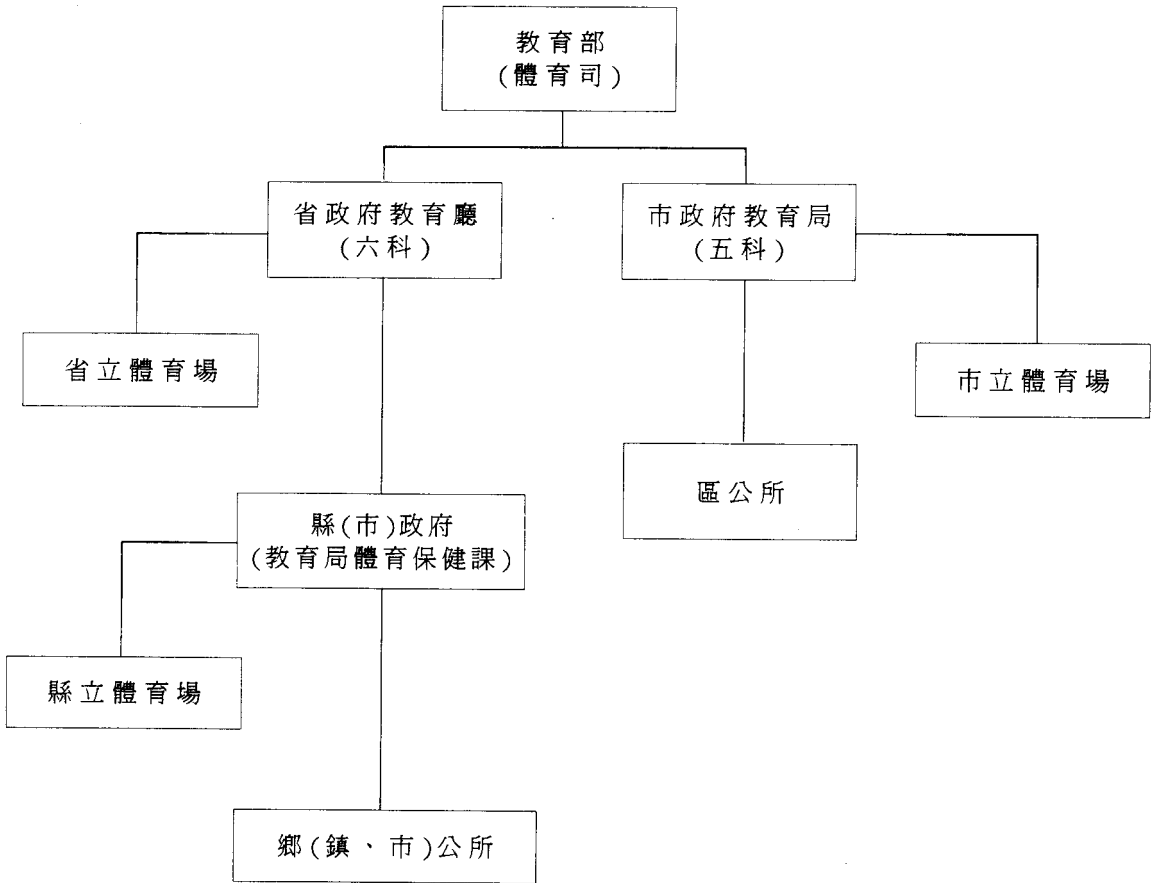 教育部
(體育司)
省政府教育廳
(六科)
市政府教育局
(五科)
省立體育場
市立體育場
區公所
縣(市)政府
(教育局體育保健課)
縣立體育場
鄉(鎮、市)公所